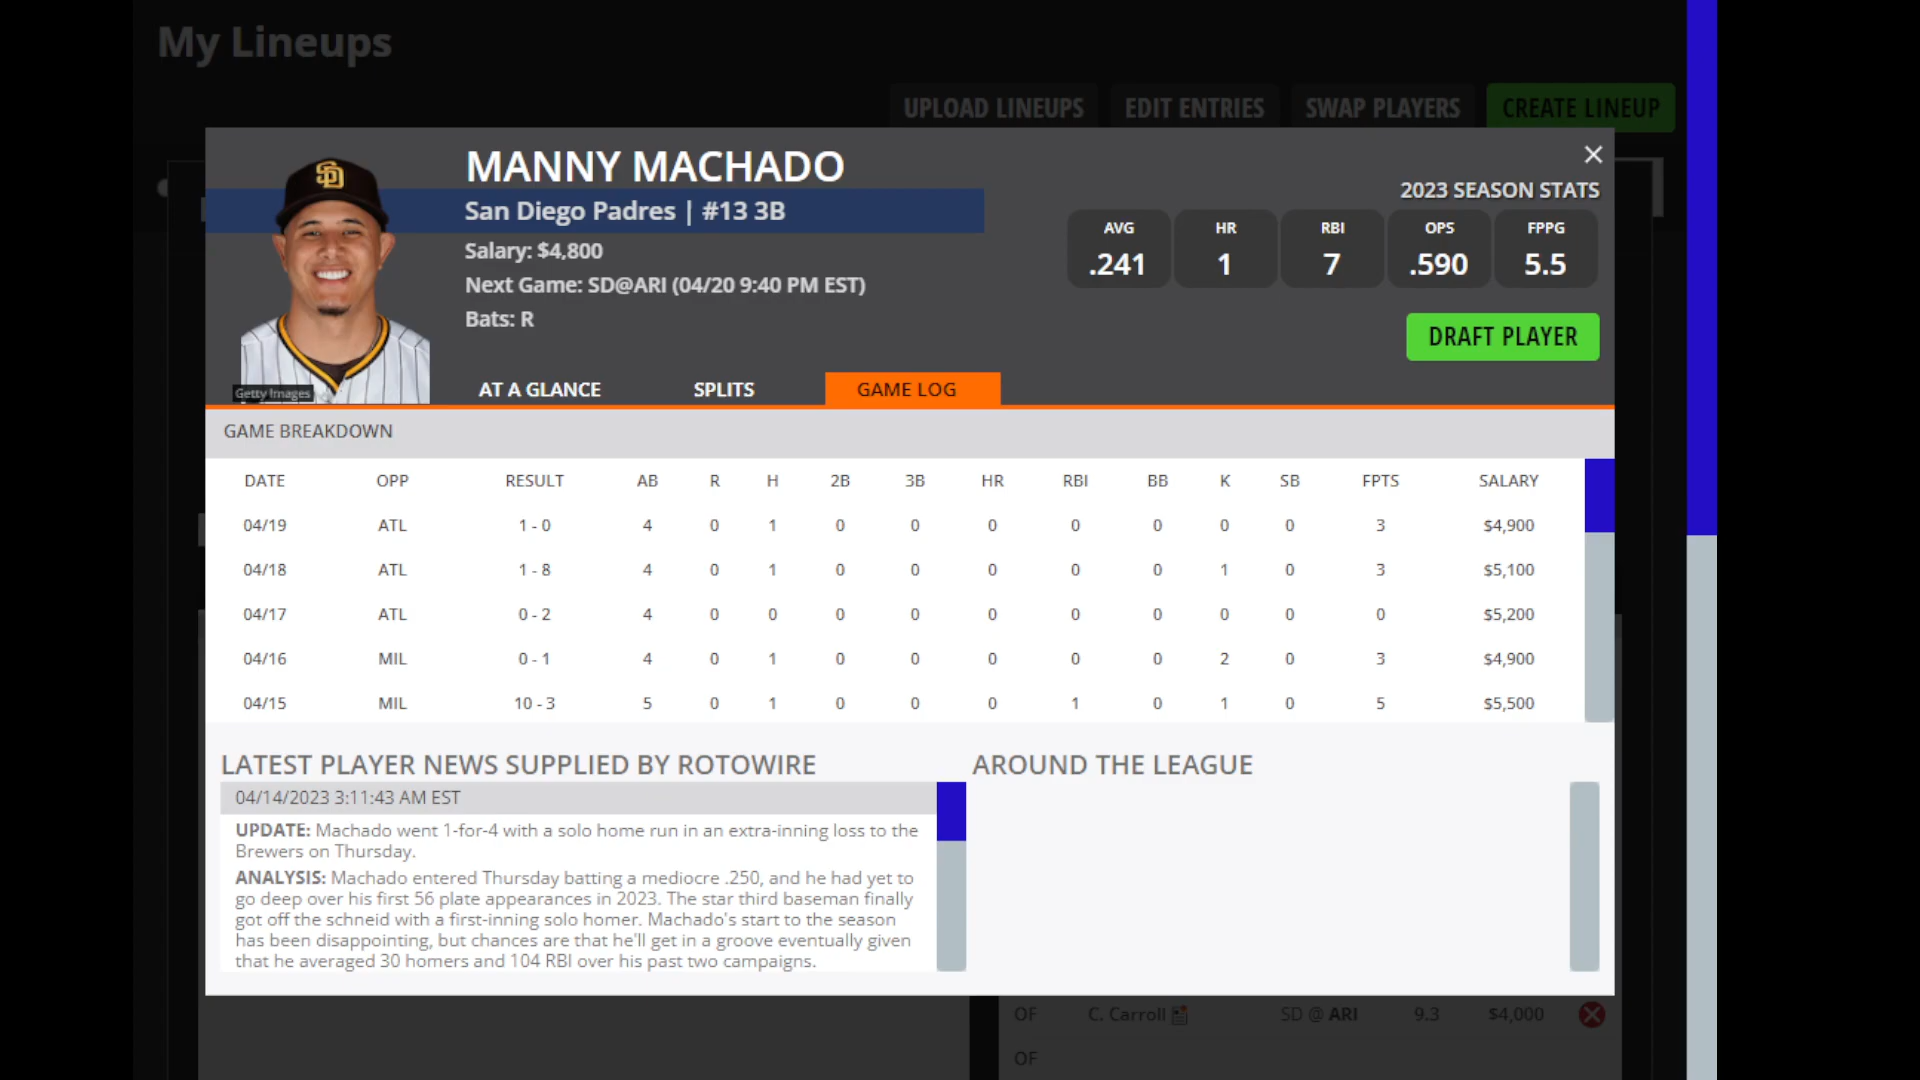 My Lineups
UPLOAD LINEUPS EDIT ENTRIES SWAP PLAYERS CREATE LINEUP
MANNY MACHADO
San Diego Padres | #13 3B
Salary: $4,800
Next Game: SD@ARI (04/20 9:40 PM EST)
Bats: R
2023 SEASON STATS
AVG HR RBI OPS FPPG
.241 1 7 .590 5.5
DRAFT PLAYER
SD
Getty Images
AT A GLANCE SPLITS GAME LOG
GAME BREAKDOWN
DATE OPP RESULT AB R H 2B 3B HR RBI BB K SB FPTS SALARY
04/19 ATL 1 - 0 4 0 1 0 0 0 0 0 0 0 3 $4,900
04/18 ATL 1 - 8 4 0 1 0 0 0 0 0 1 0 3 $5,100
04/17 ATL 0 - 2 4 0 0 0 0 0 0 0 0 0 0 $5,200
04/16 MIL 0 - 1 4 0 1 0 0 0 0 0 2 0 3 $4,900
04/15 MIL 10 - 3 5 0 1 0 0 0 1 0 1 0 5 $5,500
LATEST PLAYER NEWS SUPPLIED BY ROTOWIRE
04/14/2023 3:11:43 AM EST
UPDATE: Machado went 1-for-4 with a solo home run in an extra-inning loss to the
Brewers on Thursday.
ANALYSIS: Machado entered Thursday batting a mediocre .250, and he had yet to
go deep over his first 56 plate appearances in 2023. The star third baseman finally
got off the schneid with a first-inning solo homer. Machado's start to the season
has been disappointing, but chances are that he'll get in a groove eventually given
that he averaged 30 homers and 104 RBI over his past two campaigns.
AROUND THE LEAGUE
OF C. Carroll SD @ ARI 9.3 $4,000
OF